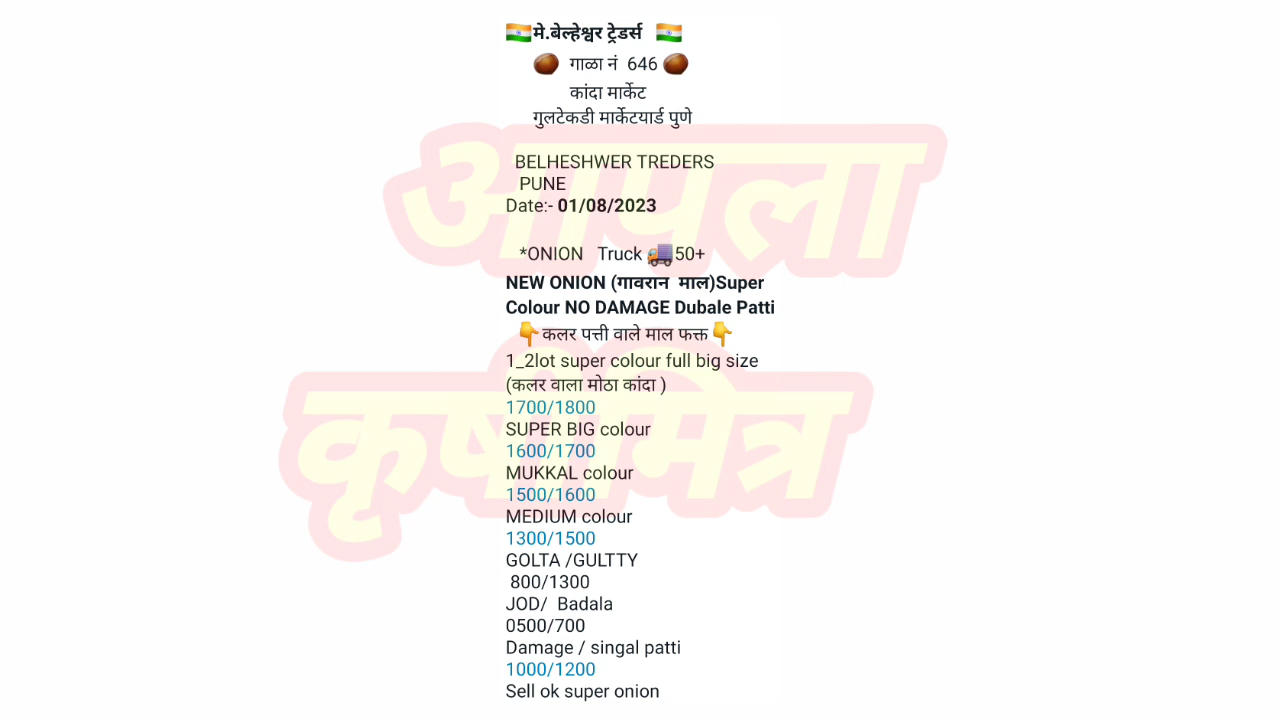 🇮🇳मे.बेल्हेश्वर ट्रेडर्स 🇮🇳
🌰 गाळा नं 646 🌰
कांदा मार्केट
गुलटेकडी मार्केटयार्ड पुणे
BELHESHWER TREDERS
PUNE
Date:- 01/08/2023
*ONION Truck 🚚50+
NEW ONION (गावरान माल)Super
Colour NO DAMAGE Dubale Patti
👇कलर पत्ती वाले माल फक्त👇
1_2lot super colour full big size
(कलर वाला मोठा कांदा )
1700/1800
SUPER BIG colour
1600/1700
MUKKAL colour
1500/1600
MEDIUM colour
1300/1500
GOLTA /GULTTY
800/1300
JOD/ Badala
0500/700
Damage / singal patti
1000/1200
Sell ok super onion
आपला
कृषीमित्र